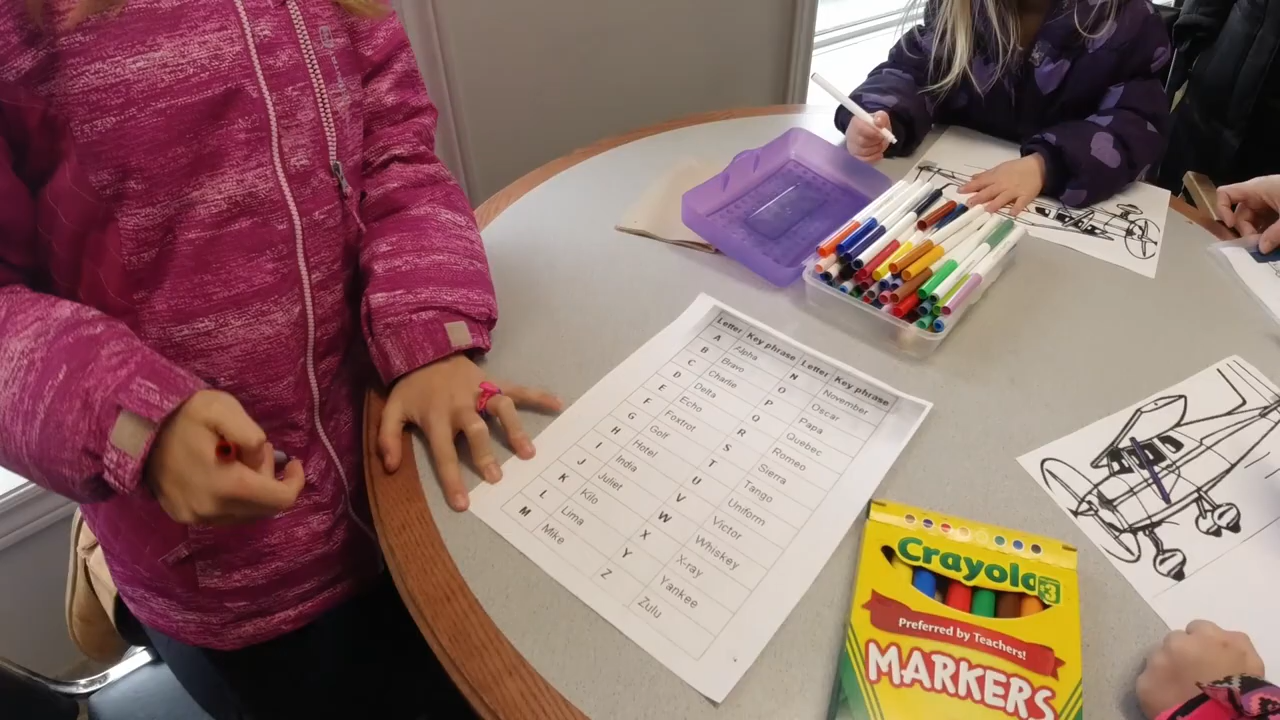 Letter Key phrase Letter Key phrase
A Alpha N November
B Bravo O Oscar
C Charlie P Papa
D Delta Q Quebec
E Echo R Romeo
F Foxtrot S Sierra
G Golf T Tango
H Hotel U Uniform
I India V Victor
J Juliet W Whiskey
K Kilo X X-ray
L Lima Y Yankee
M Mike Z Zulu
Crayola
Preferred by Teachers!
MARKERS